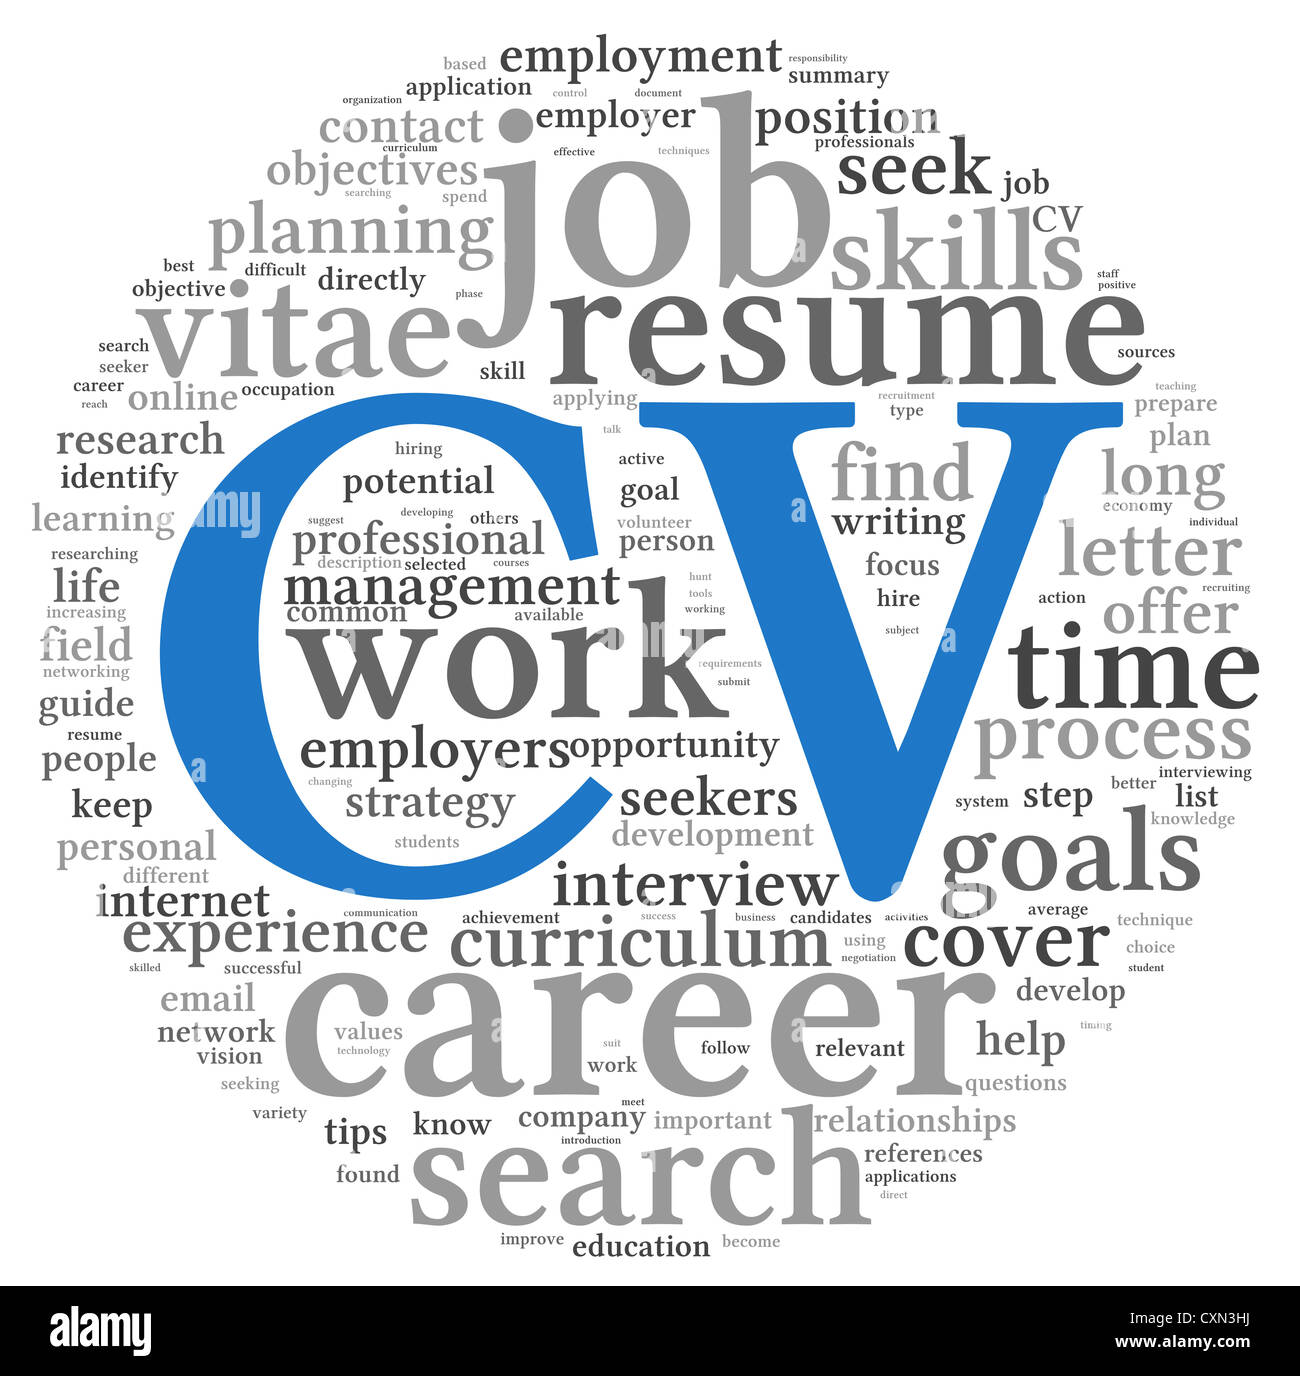 employment
based
responsibility
summary
application
control
document
organization
employer
position
contact
job
curriculum
effective
techniques
professionals
seek
objectives
searching
spend
job
CV
planning
skills
best
difficult
directly
objective
phase
staff
positive
vitae
resume
search
seeker
skill
sources
career
occupation
reach
online
applying
recruitment
type
teaching
prepare
CV
research
talk
plan
hiring
active
find
identify
potential
goal
long
economy
learning
suggest
developing
others
volunteer
writing
individual
professional
person
letter
researching
description
selected
courses
focus
life
management
hunt
tools
hire
action
recruiting
increasing
common
available
working
offer
field
work
subject
time
networking
requirements
submit
guide
resume
process
people
employers
opportunity
changing
interviewing
better
keep
strategy
seekers
system
step
list
knowledge
students
development
personal
goals
different
interview
internet
communication
achievement
success
business
candidates
activities
average
experience
curriculum
using
cover
technique
choice
skilled
successful
negotiation
student
email
career
develop
network
values
timing
vision
technology
suit
work
follow
relevant
help
seeking
questions
variety
meet
tips
know
company
important
relationships
introduction
search
references
found
applications
direct
improve
education
become
alamy
a
alamy
Image ID: CXN3HJ
www.alamy.com